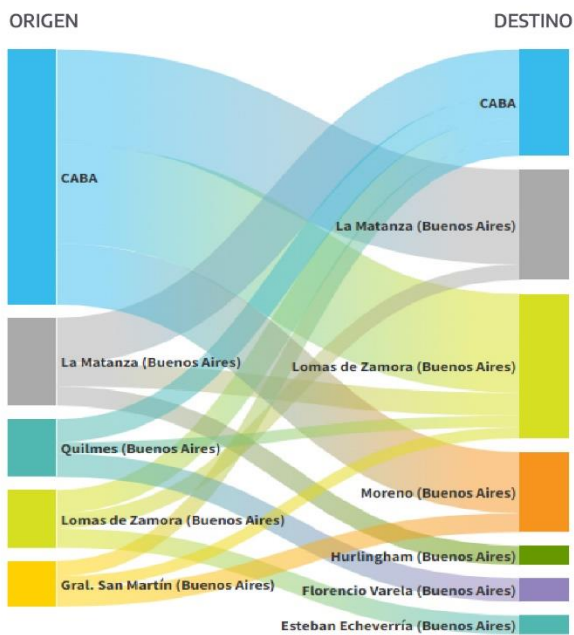 ORIGEN
DESTINO
CABA
CABA
La Matanza (Buenos Aires)
La Matanza (Buenos Aires)
Lomas de Zamora (Buenos Aires)
Quilmes (Buenos Aires)
Moreno (Buenos Aires)
Lomas de Zamora (Buenos Aires)
Hurlingham (Buenos Aires)
Gral. San Martín (Buenos Aires)
Florencio Varela (Buenos Aires)
Esteban Echeverría (Buenos Aires)